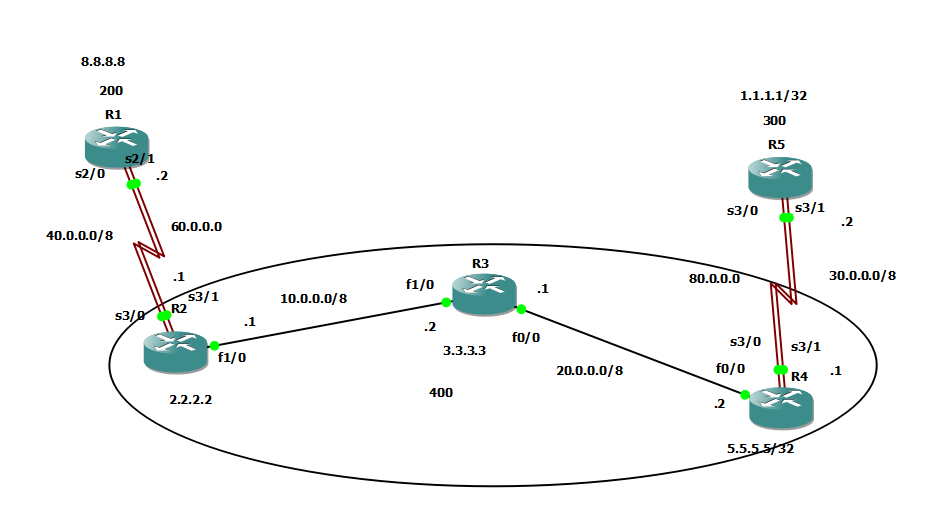 8.8.8.8
200
R1
s2/1
s2/0
.2
1.1.1.1/32
300
R5
s3/0
s3/1
.2
40.0.0.0/8
60.0.0.0
.1
s3/1
s3/0
R2
.1
f1/0
2.2.2.2
10.0.0.0/8
R3
f1/0
.1
.2
f0/0
3.3.3.3
400
20.0.0.0/8
80.0.0.0
30.0.0.0/8
s3/0
s3/1
f0/0
R4
.1
.2
5.5.5.5/32